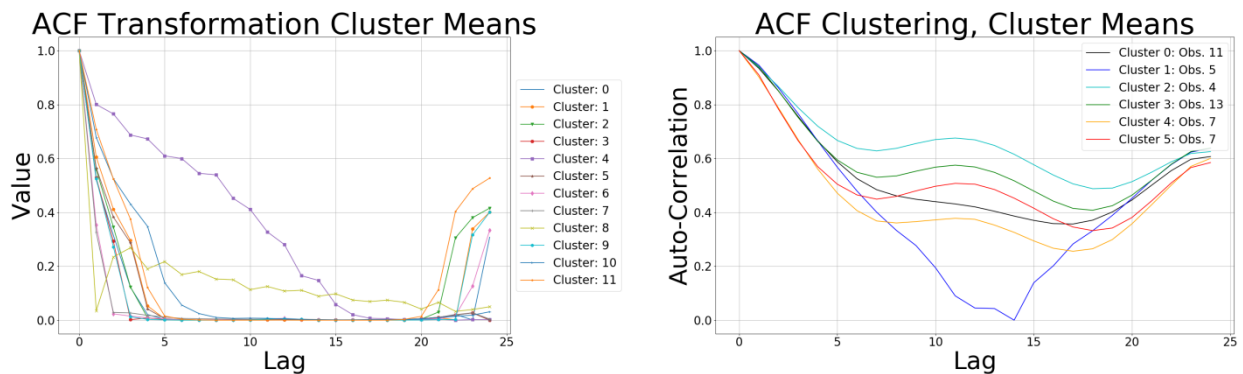 ACF Transformation Cluster Means
1.0
0.8
0.6
0.4
0.2
0.0
Value
0
5
10
15
20
25
Lag
Cluster: 0
Cluster: 1
Cluster: 2
Cluster: 3
Cluster: 4
Cluster: 5
Cluster: 6
Cluster: 7
Cluster: 8
Cluster: 9
Cluster: 10
Cluster: 11
ACF Clustering, Cluster Means
1.0
0.8
0.6
0.4
0.2
0.0
Auto-Correlation
0
5
10
15
20
25
Lag
Cluster 0: Obs. 11
Cluster 1: Obs. 5
Cluster 2: Obs. 4
Cluster 3: Obs. 13
Cluster 4: Obs. 7
Cluster 5: Obs. 7